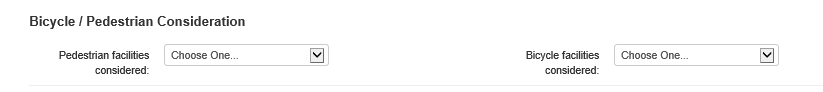 Bicycle / Pedestrian Consideration
Pedestrian facilities considered: Choose One...
Bicycle facilities considered: Choose One...